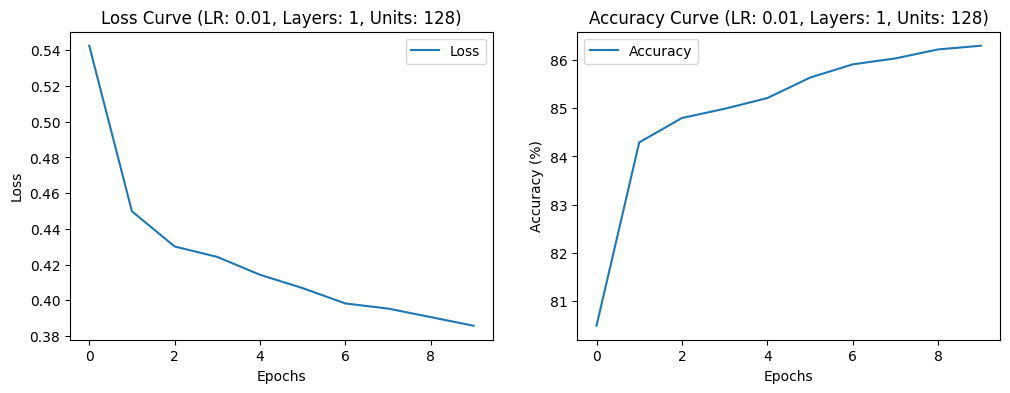 Loss Curve (LR: 0.01, Layers: 1, Units: 128)
Loss
0.54
0.52
0.50
0.48
0.46
0.44
0.42
0.40
0.38
Loss
0 2 4 6 8
Epochs
Accuracy Curve (LR: 0.01, Layers: 1, Units: 128)
Accuracy
86
85
84
83
82
81
Accuracy (%)
0 2 4 6 8
Epochs